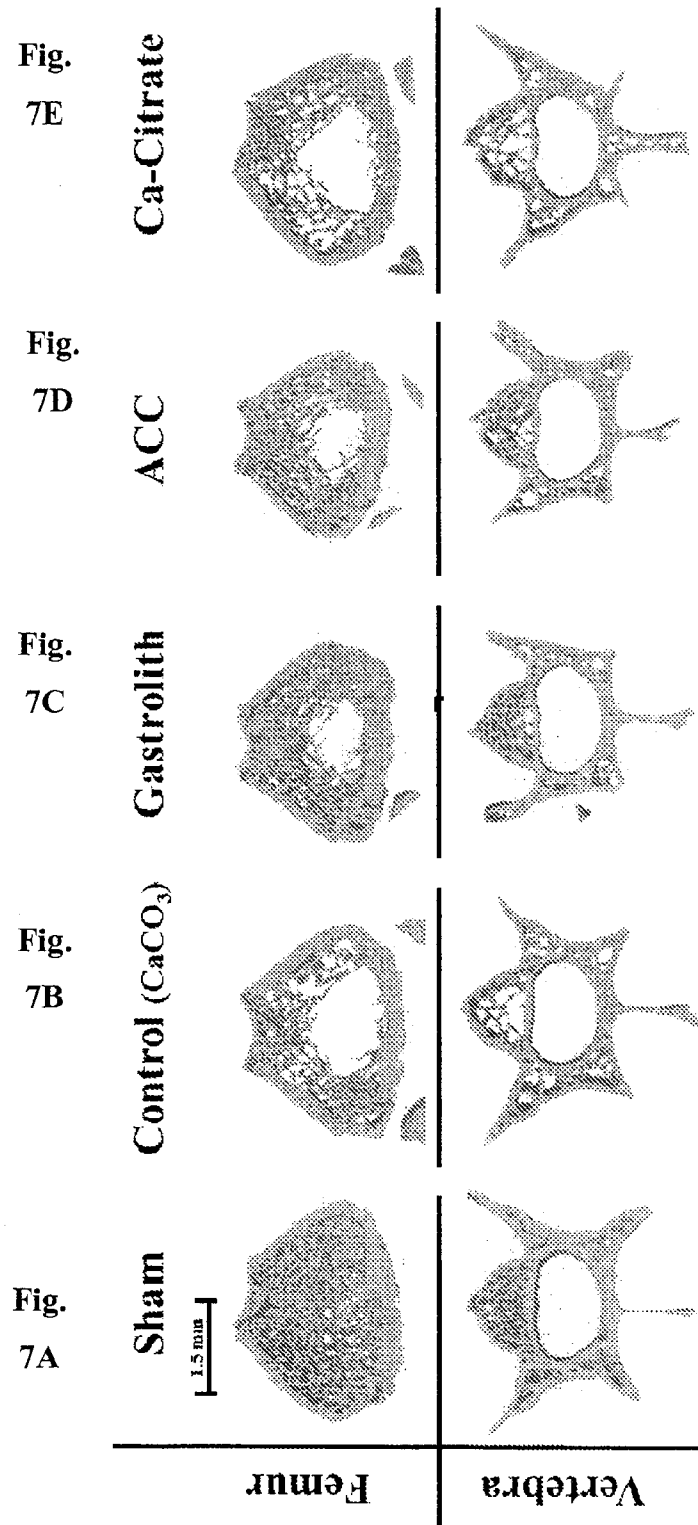 Fig.
7A
Fig.
7B
Fig.
7C
Fig.
7D
Fig.
7E
Sham
Control (CaCO₃)
Gastrolith
ACC
Ca-Citrate
1.5 mm
Femur
Vertebra